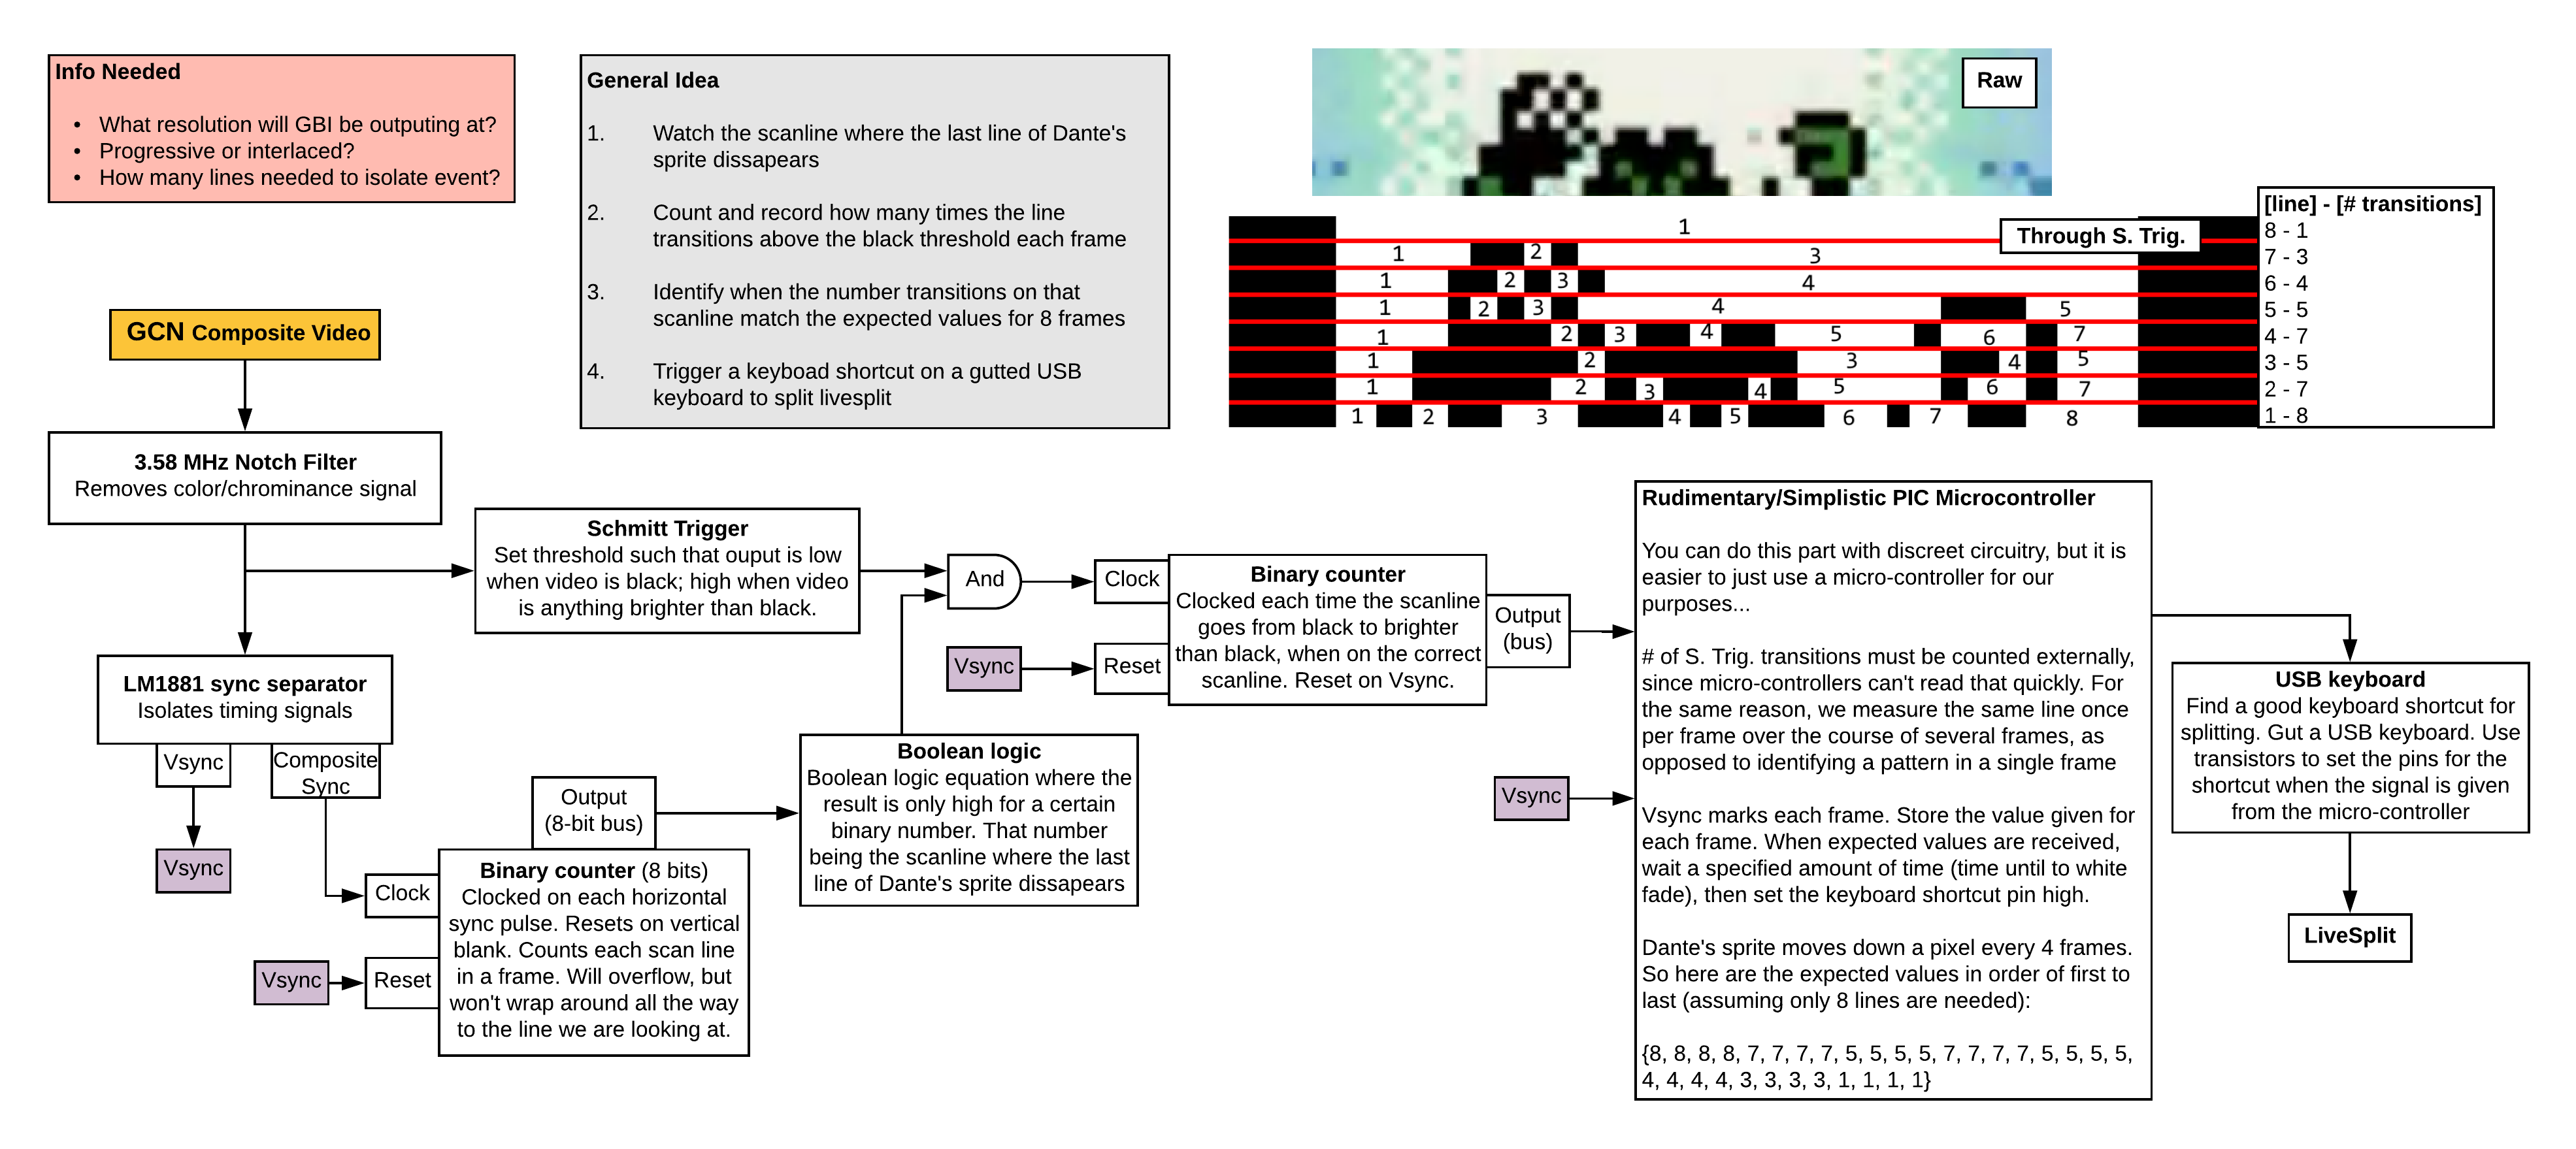 Info Needed
• What resolution will GBI be outputing at?
• Progressive or interlaced?
• How many lines needed to isolate event?
General Idea
1. Watch the scanline where the last line of Dante's
sprite dissapears
2. Count and record how many times the line
transitions above the black threshold each frame
3. Identify when the number transitions on that
scanline match the expected values for 8 frames
4. Trigger a keyboad shortcut on a gutted USB
keyboard to split livesplit
Raw
Through S. Trig.
1
1 2 3
1 2 3 4
1 2 3 4 5
1 2 3 4 5 6 7
1 2 3 4 5
1 2 3 4 5 6 7
1 2 3 4 5 6 7 8
[line] - [# transitions]
8 - 1
7 - 3
6 - 4
5 - 5
4 - 7
3 - 5
2 - 7
1 - 8
GCN Composite Video
3.58 MHz Notch Filter
Removes color/chrominance signal
Schmitt Trigger
Set threshold such that ouput is low
when video is black; high when video
is anything brighter than black.
And
Clock
Binary counter
Clocked each time the scanline
goes from black to brighter
than black, when on the correct
scanline. Reset on Vsync.
Vsync
Reset
Output
(bus)
LM1881 sync separator
Isolates timing signals
Vsync
Composite
Sync
Vsync
Output
(8-bit bus)
Clock
Vsync
Reset
Binary counter (8 bits)
Clocked on each horizontal
sync pulse. Resets on vertical
blank. Counts each scan line
in a frame. Will overflow, but
won't wrap around all the way
to the line we are looking at.
Boolean logic
Boolean logic equation where the
result is only high for a certain
binary number. That number
being the scanline where the last
line of Dante's sprite dissapears
Vsync
Rudimentary/Simplistic PIC Microcontroller
You can do this part with discreet circuitry, but it is
easier to just use a micro-controller for our
purposes...
# of S. Trig. transitions must be counted externally,
since micro-controllers can't read that quickly. For
the same reason, we measure the same line once
per frame over the course of several frames, as
opposed to identifying a pattern in a single frame
Vsync marks each frame. Store the value given for
each frame. When expected values are received,
wait a specified amount of time (time until to white
fade), then set the keyboard shortcut pin high.
Dante's sprite moves down a pixel every 4 frames.
So here are the expected values in order of first to
last (assuming only 8 lines are needed):
{8, 8, 8, 8, 7, 7, 7, 7, 5, 5, 5, 5, 7, 7, 7, 7, 5, 5, 5, 5,
4, 4, 4, 4, 3, 3, 3, 3, 1, 1, 1, 1}
USB keyboard
Find a good keyboard shortcut for
splitting. Gut a USB keyboard. Use
transistors to set the pins for the
shortcut when the signal is given
from the micro-controller
LiveSplit